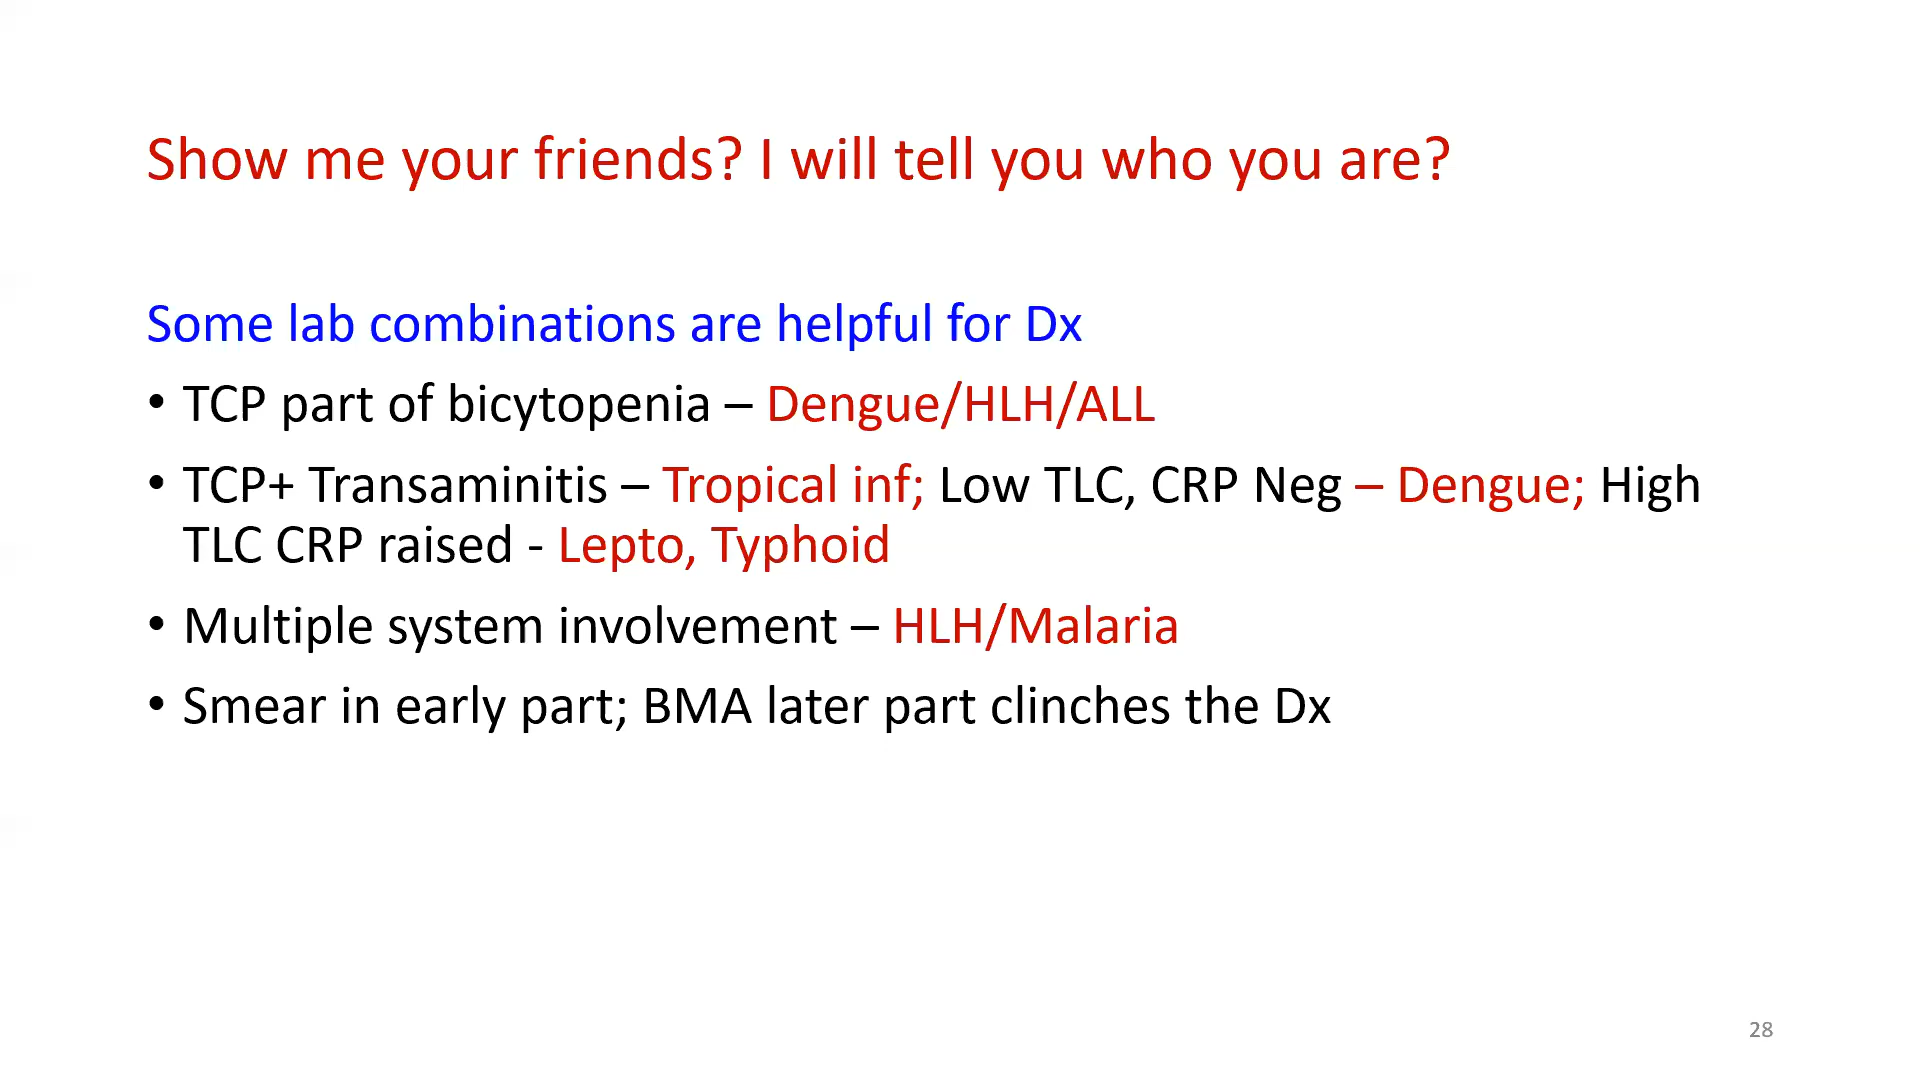 Show me your friends? I will tell you who you are?
Some lab combinations are helpful for Dx
• TCP part of bicytopenia – Dengue/HLH/ALL
• TCP+ Transaminitis – Tropical inf; Low TLC, CRP Neg – Dengue; High
TLC CRP raised - Lepto, Typhoid
• Multiple system involvement – HLH/Malaria
• Smear in early part; BMA later part clinches the Dx
28